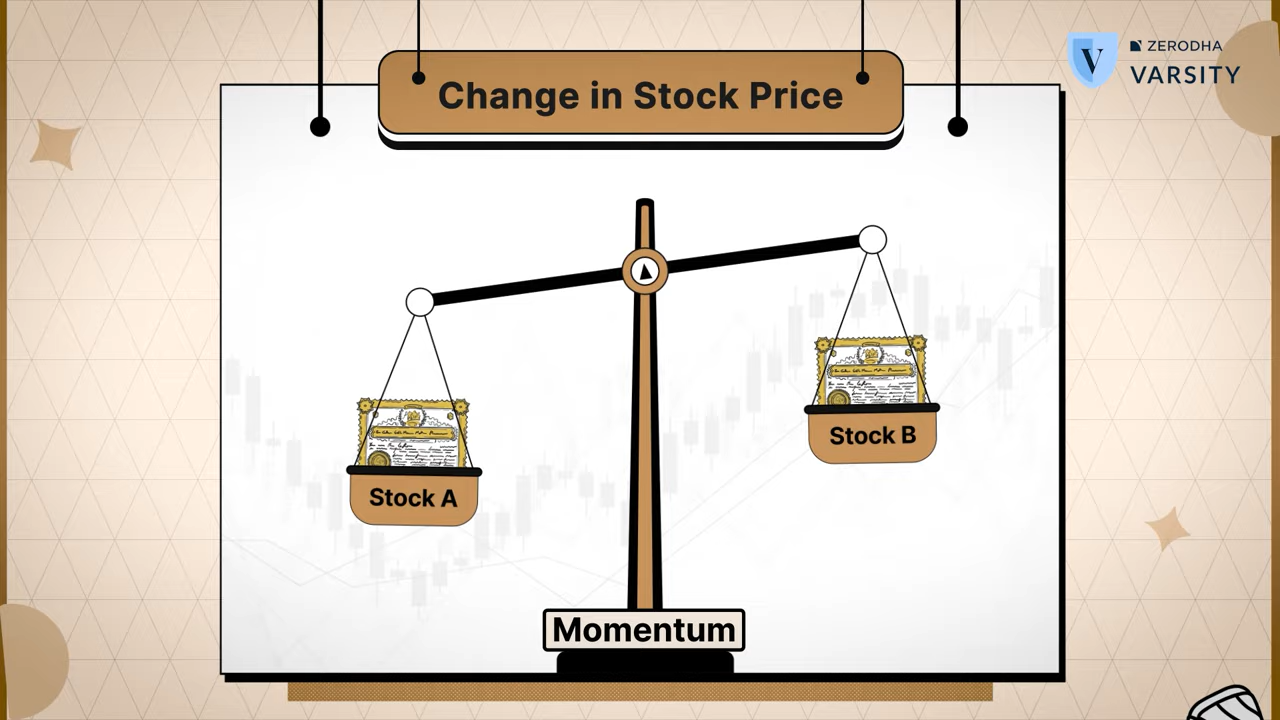 Change in Stock Price
V
ZERODHA
VARSITY
Stock B
Stock A
Momentum